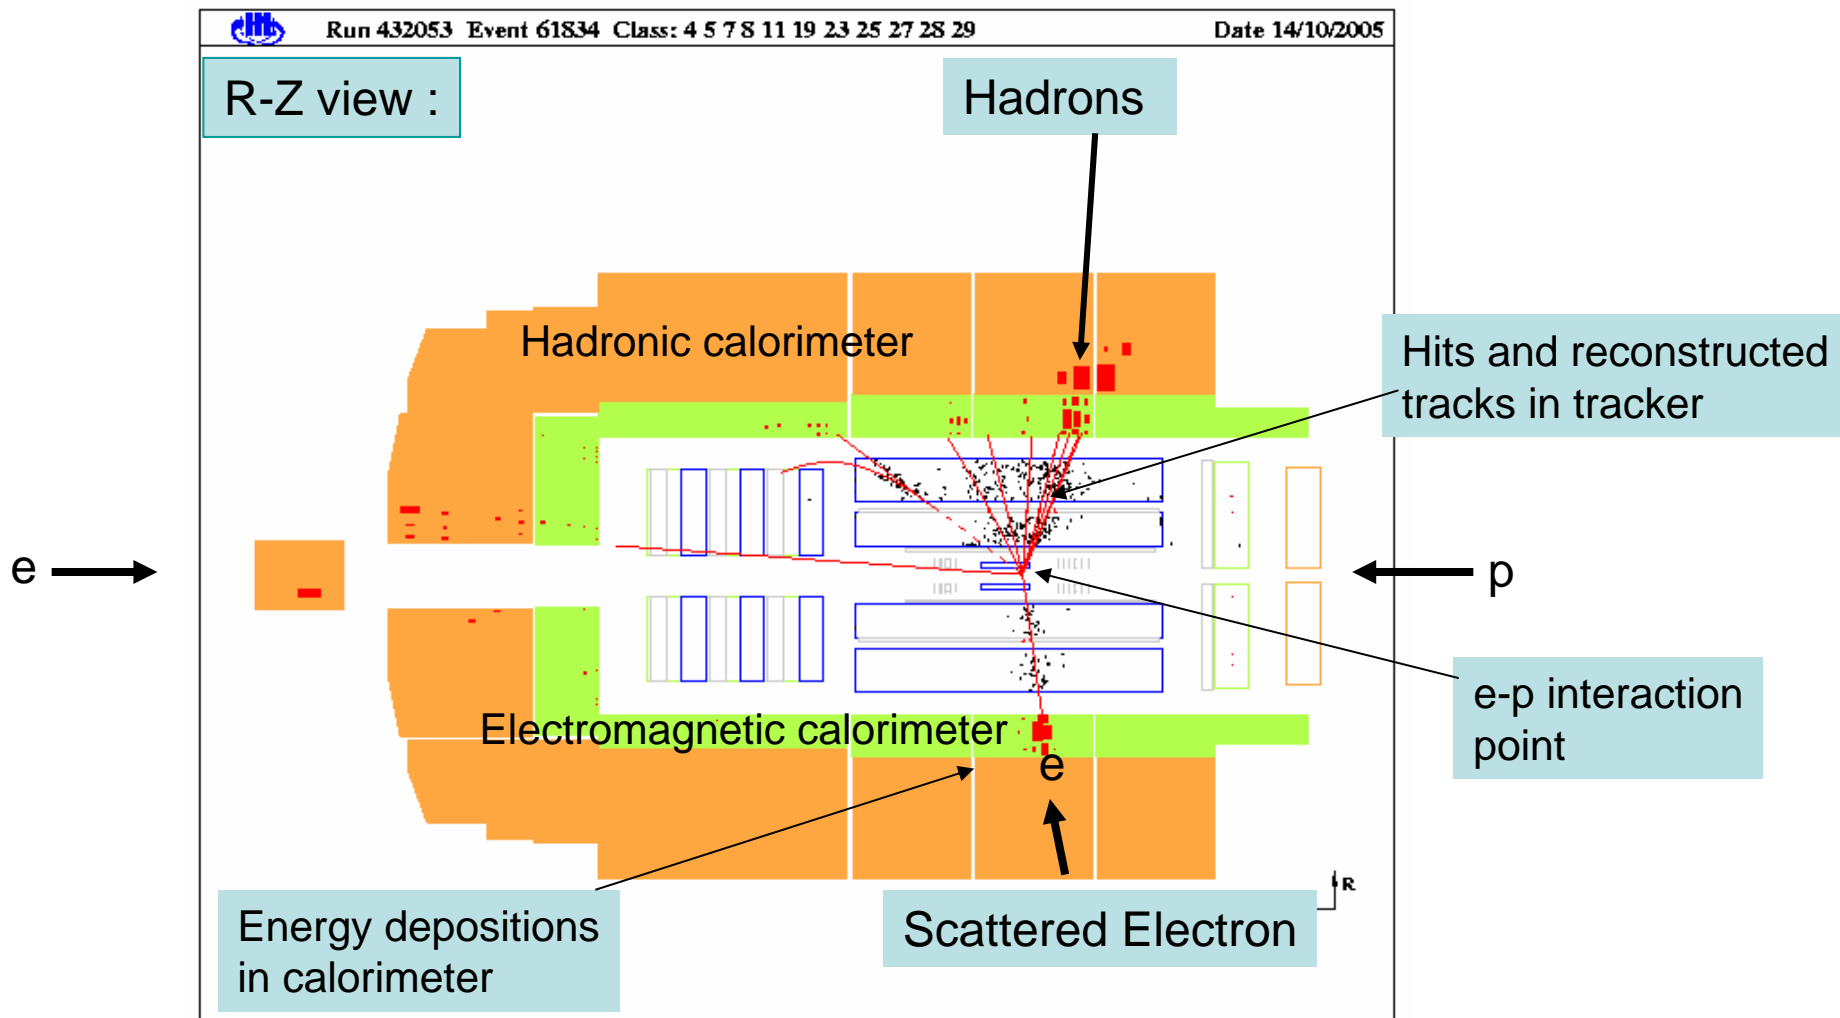 Run 432053 Event 61834 Class: 4 5 7 8 11 19 23 25 27 28 29 Date 14/10/2005
R-Z view :
Hadrons
Hadronic calorimeter
Hits and reconstructed
tracks in tracker
e
p
e-p interaction
point
Electromagnetic calorimeter
e
R
Energy depositions
in calorimeter
Scattered Electron